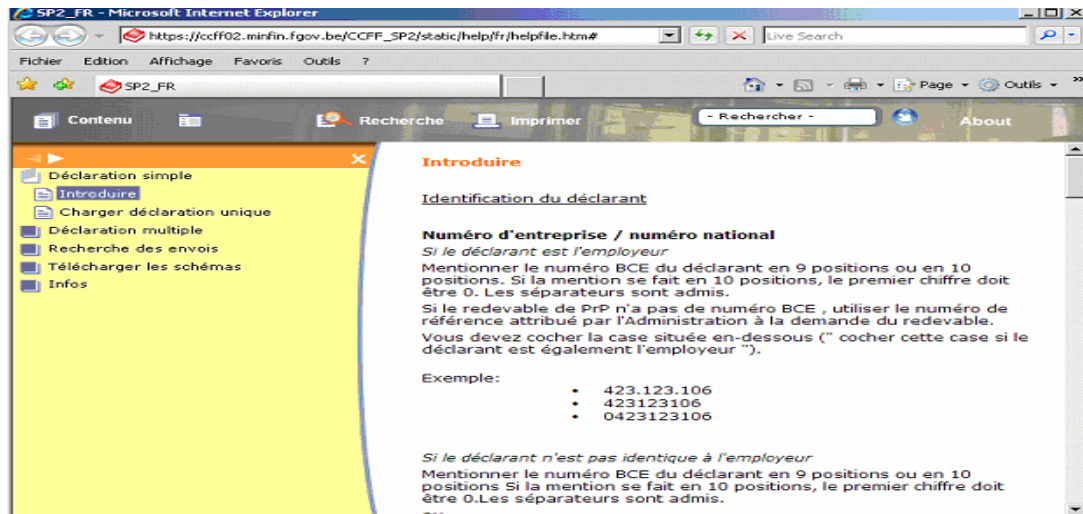 SP2_FR - Microsoft Internet Explorer
https://ccff02.minfin.fgov.be/CCFF_SP2/static/help/fr/helpfile.htm#
Live Search
Fichier Edition Affichage Favoris Outils ?
SP2_FR
Page Outils
Contenu
Recherche
Imprimer
- Rechercher -
About
Déclaration simple
Introduire
Charger déclaration unique
Déclaration multiple
Recherche des envois
Télécharger les schémas
Infos
Introduire
Identification du déclarant
Numéro d'entreprise / numéro national
Si le déclarant est l'employeur
Mentionner le numéro BCE du déclarant en 9 positions ou en 10
positions. Si la mention se fait en 10 positions, le premier chiffre doit
être 0. Les séparateurs sont admis.
Si le redevable de PrP n'a pas de numéro BCE , utiliser le numéro de
référence attribué par l'Administration à la demande du redevable.
Vous devez cocher la case située en-dessous (" cocher cette case si le
déclarant est également l'employeur ").
Exemple:
• 423.123.106
• 423123106
• 0423123106
Si le déclarant n'est pas identique à l'employeur
Mentionner le numéro BCE du déclarant en 9 positions ou en 10
positions Si la mention se fait en 10 positions, le premier chiffre doit
être 0.Les séparateurs sont admis.